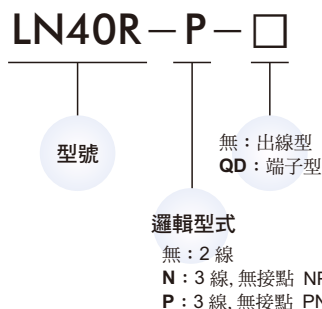 LN40R－P－□
型號
無：出線型
QD：端子型
邏輯型式
無：2 線
N：3 線, 無接點
P：3 線, 無接點